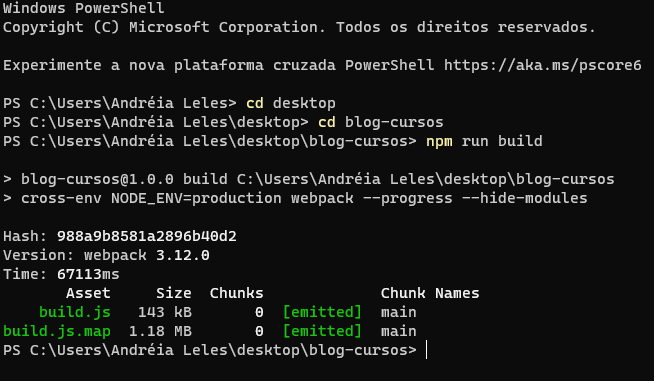 Windows PowerShell
Copyright (C) Microsoft Corporation. Todos os direitos reservados.
Experimente a nova plataforma cruzada PowerShell https://aka.ms/pscore6
PS C:\Users\Andréia Leles> cd desktop
PS C:\Users\Andréia Leles\desktop> cd blog-cursos
PS C:\Users\Andréia Leles\desktop\blog-cursos> npm run build
> blog-cursos@1.0.0 build C:\Users\Andréia Leles\desktop\blog-cursos
> cross-env NODE_ENV=production webpack --progress --hide-modules
Hash: 988a9b8581a2896b40d2
Version: webpack 3.12.0
Time: 67113ms
Asset Size Chunks Chunk Names
build.js 143 kB 0 [emitted] main
build.js.map 1.18 MB 0 [emitted] main
PS C:\Users\Andréia Leles\desktop\blog-cursos>